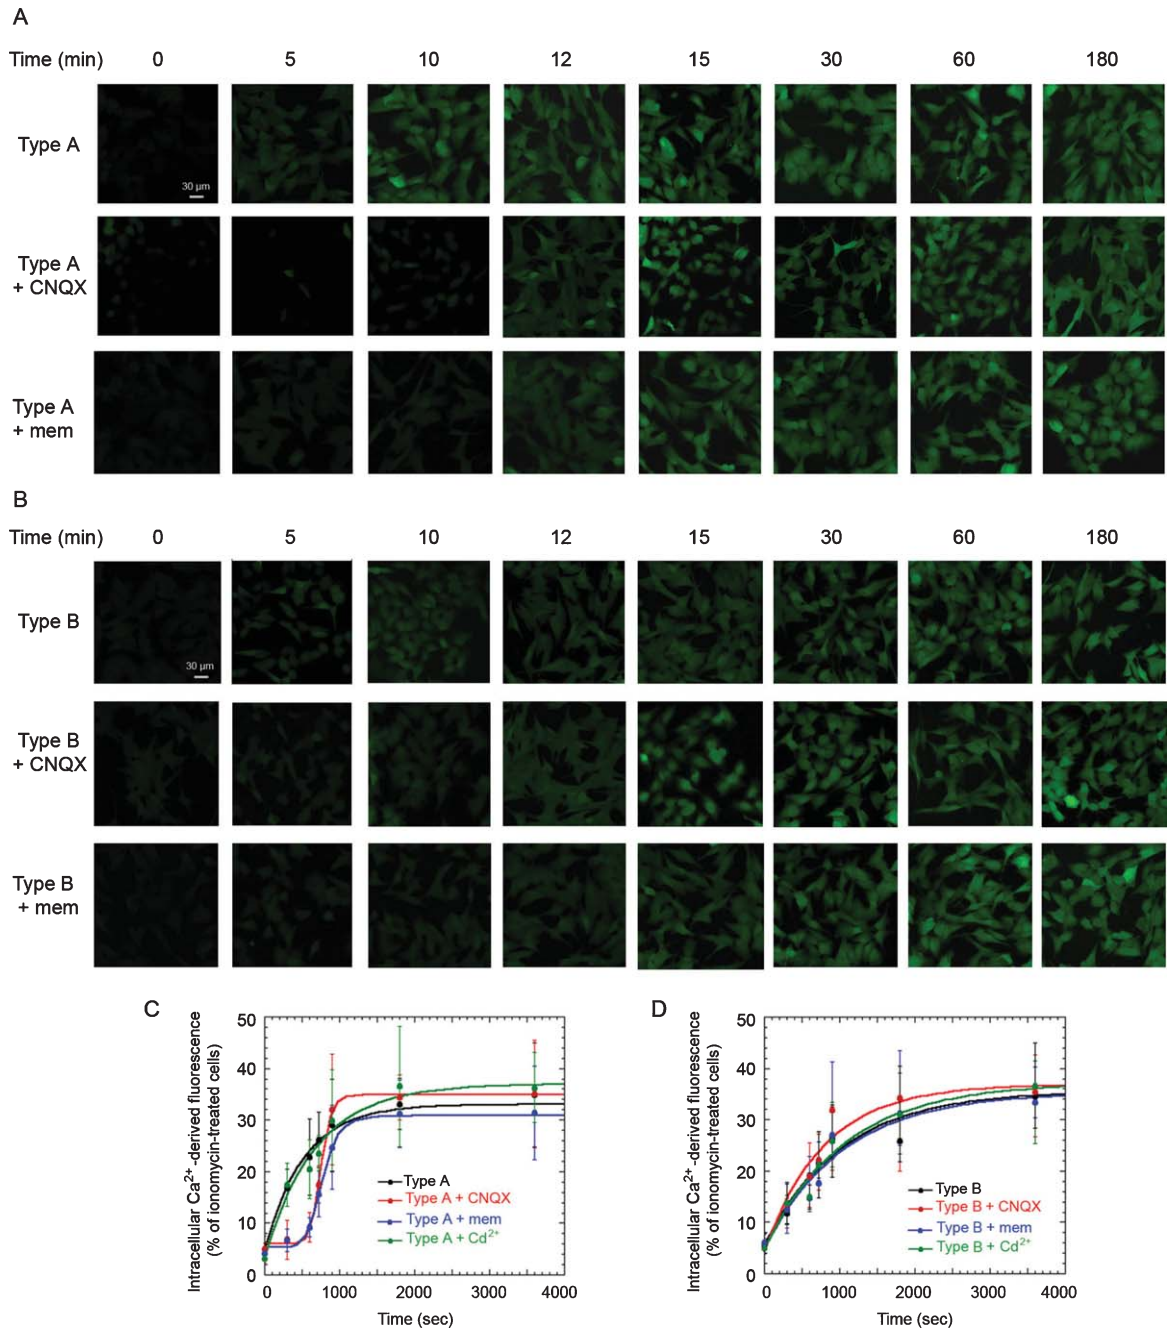 A
Time (min) 0 5 10 12 15 30 60 180
Type A
30 µm
Type A
+ CNQX
Type A
+ mem
B
Time (min) 0 5 10 12 15 30 60 180
Type B
30 µm
Type B
+ CNQX
Type B
+ mem
C
Intracellular Ca²⁺-derived fluorescence
(% of ionomycin-treated cells)
50
40
30
20
10
0
Type A
Type A + CNQX
Type A + mem
Type A + Cd²⁺
0 1000 2000 3000 4000
Time (sec)
D
Intracellular Ca²⁺-derived fluorescence
(% of ionomycin-treated cells)
50
40
30
20
10
0
Type B
Type B + CNQX
Type B + mem
Type B + Cd²⁺
0 1000 2000 3000 4000
Time (sec)